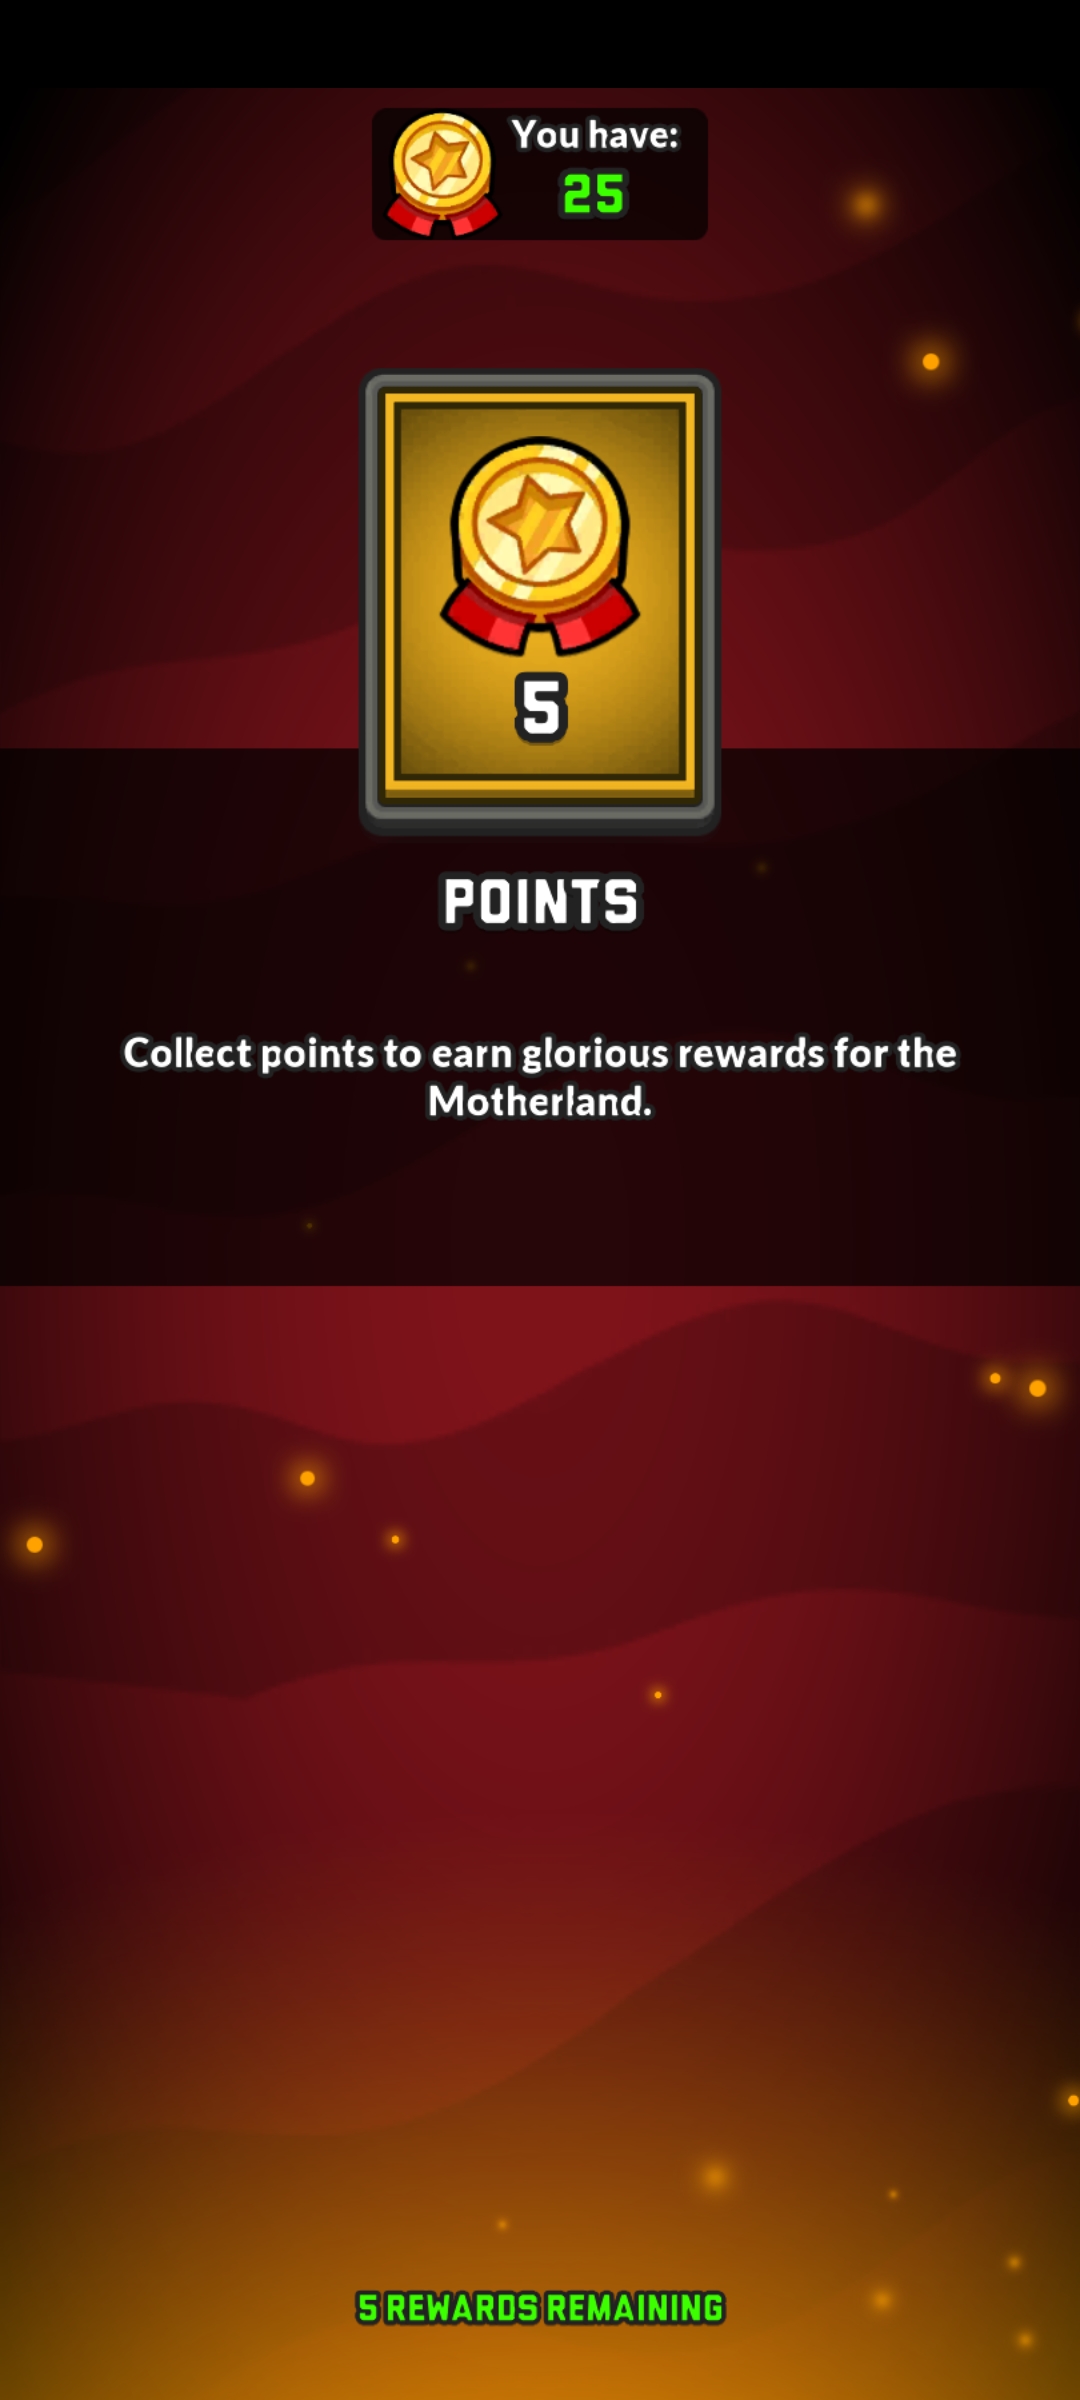 You have:
25
5
POINTS
Collect points to earn glorious rewards for the
Motherland.
5 REWARDS REMAINING